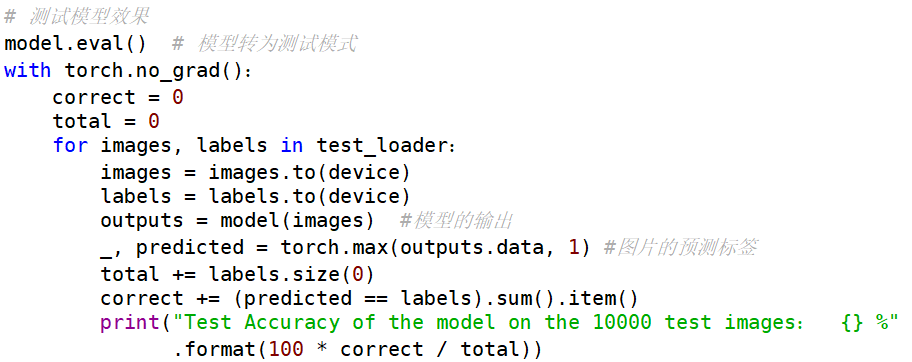 # 测试模型效果
model.eval()  # 模型转为测试模式
with torch.no_grad():
    correct = 0
    total = 0
    for images, labels in test_loader:
        images = images.to(device)
        labels = labels.to(device)
        outputs = model(images)  #模型的输出
        _, predicted = torch.max(outputs.data, 1) #图片的预测标签
        total += labels.size(0)
        correct += (predicted == labels).sum().item()
        print("Test Accuracy of the model on the 10000 test images:  {} %"
              .format(100 * correct / total))